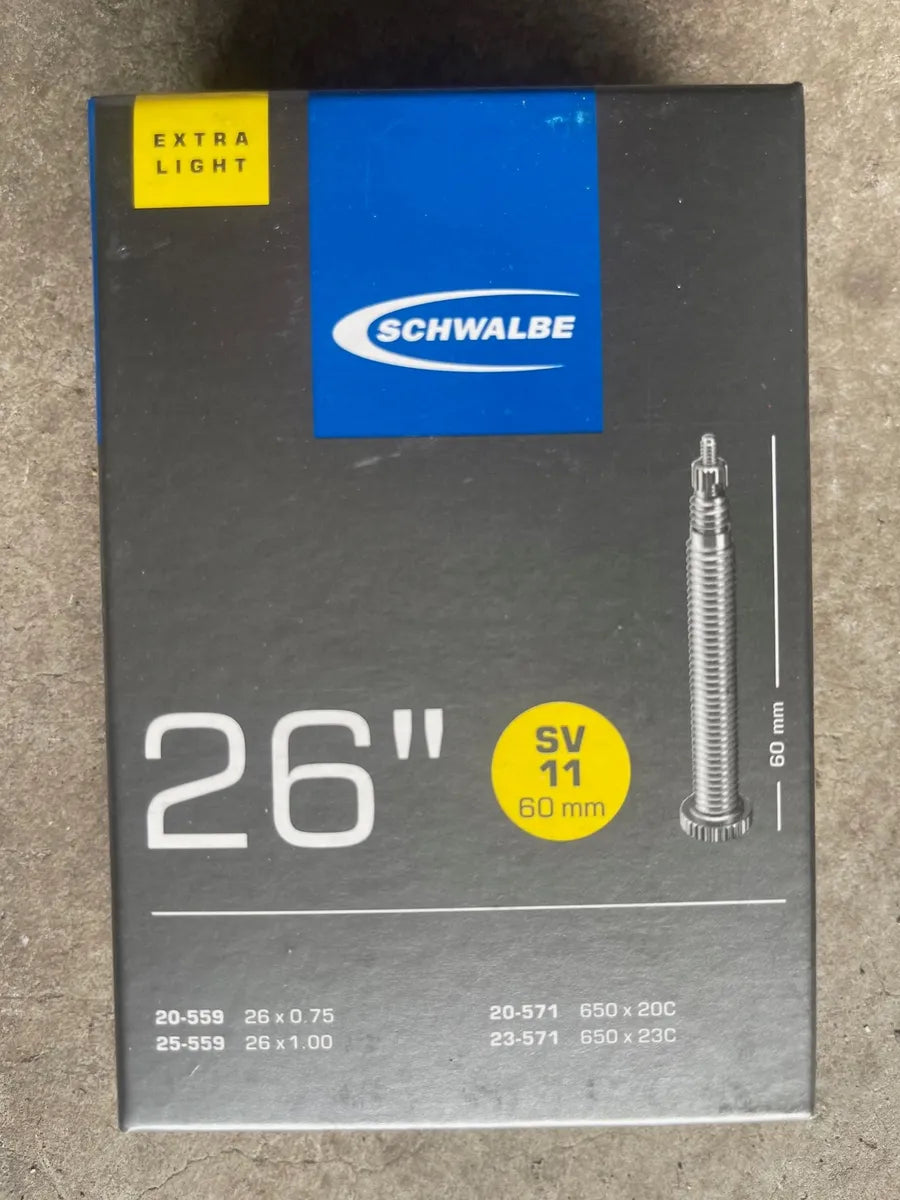 EXTRA
LIGHT
SCHWALBE
60 mm
26"
SV
11
60 mm
20-559 26 x 0.75
25-559 26 x 1.00
20-571 650 x 20C
23-571 650 x 23C